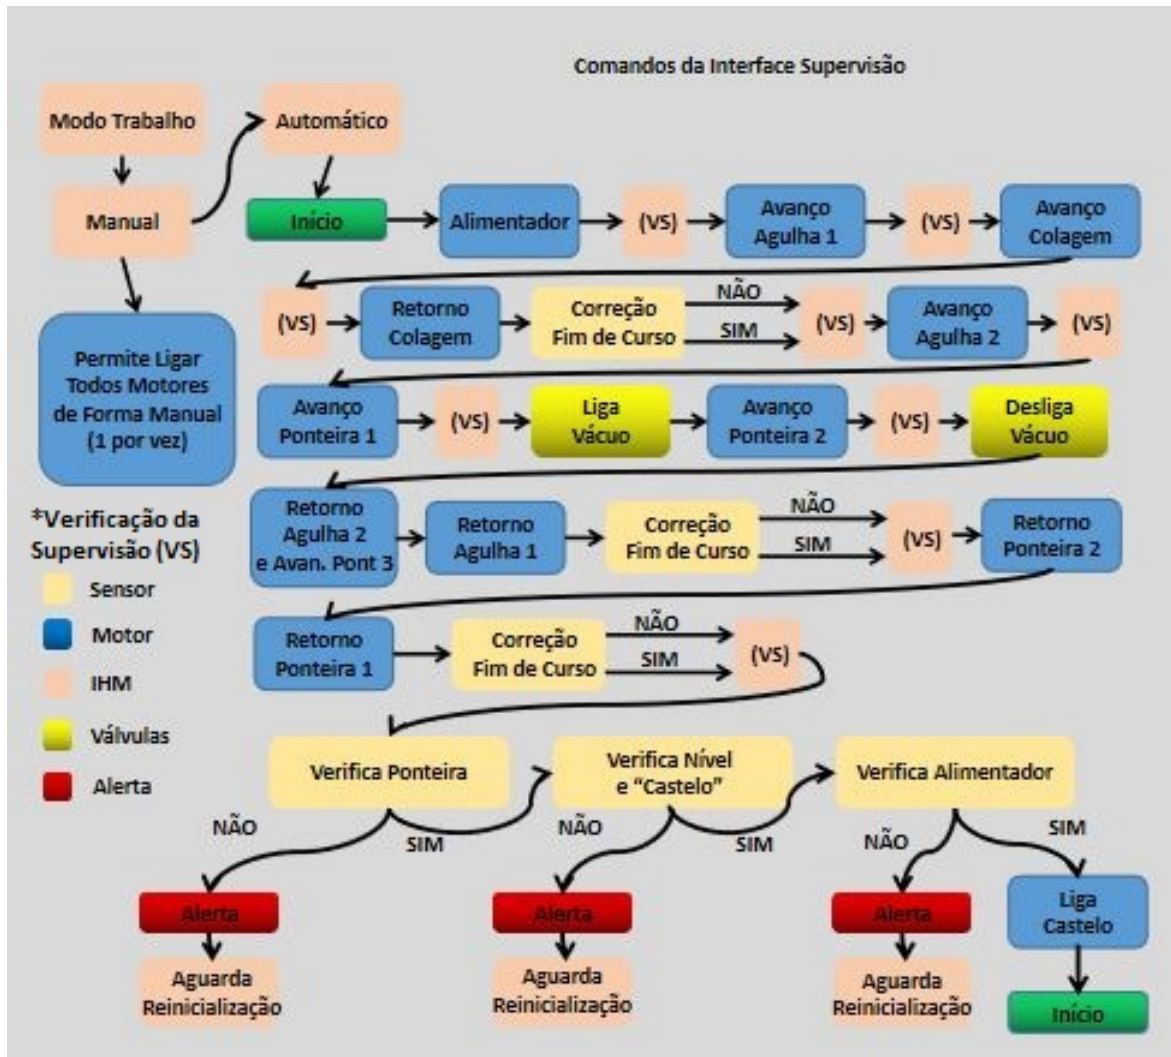 Comandos da Interface Supervisão
Modo Trabalho
Automático
Manual
Início
Alimentador
(VS)
Avanço
Agulha 1
(VS)
Avanço
Colagem
Permite Ligar
Todos Motores
de Forma Manual
(1 por vez)
(VS)
Retorno
Colagem
Correção
Fim de Curso
NÃO
SIM
(VS)
Avanço
Agulha 2
(VS)
Avanço
Ponteira 1
(VS)
Liga
Vácuo
Avanço
Ponteira 2
(VS)
Desliga
Vácuo
*Verificação da
Supervisão (VS)
Sensor
Motor
IHM
Válvulas
Alerta
Retorno
Agulha 2
e Avan. Pont 3
Retorno
Agulha 1
Correção
Fim de Curso
NÃO
SIM
(VS)
Retorno
Ponteira 2
Retorno
Ponteira 1
Correção
Fim de Curso
NÃO
SIM
(VS)
Verifica Ponteira
Verifica Nível
e “Castelo”
Verifica Alimentador
NÃO
SIM
NÃO
SIM
NÃO
SIM
Alerta
Aguarda
Reinicialização
Alerta
Aguarda
Reinicialização
Alerta
Aguarda
Reinicialização
Liga
Castelo
Início